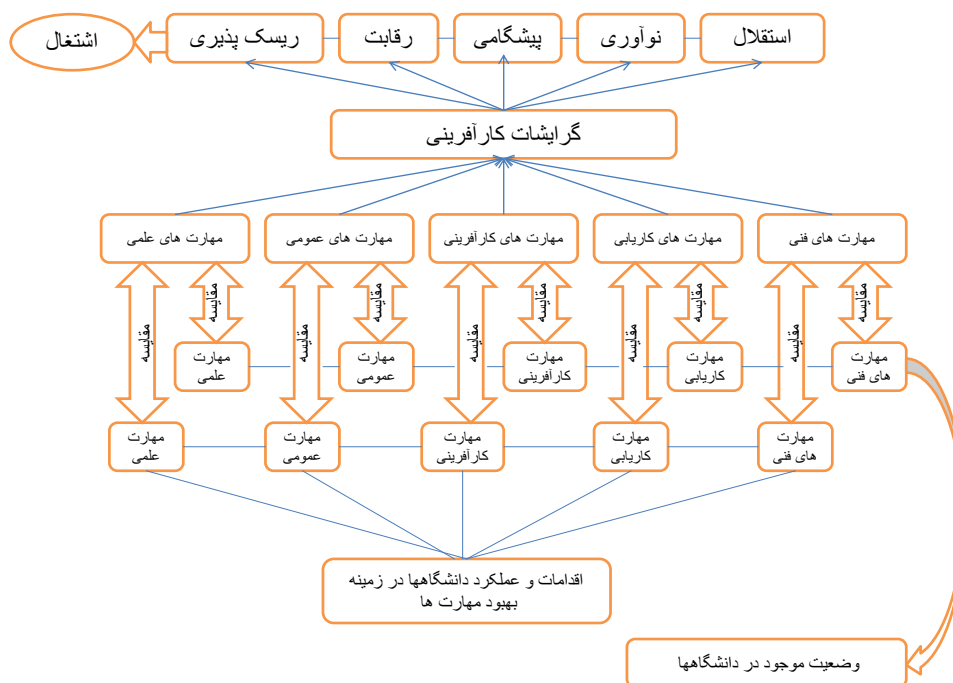 استقلال
نوآوری
پیشگامی
رقابت
ریسک پذیری
اشتغال
گرایشات کارآفرینی
مهارت های فنی
مهارت های کاریابی
مهارت های کارآفرینی
مهارت های عمومی
مهارت های علمی
مقایسه
مقایسه
مقایسه
مقایسه
مقایسه
مقایسه
مقایسه
مقایسه
مقایسه
مقایسه
مهارت
های فنی
مهارت
کاریابی
مهارت
کارآفرینی
مهارت
عمومی
مهارت
علمی
مهارت
های فنی
مهارت
کاریابی
مهارت
کارآفرینی
مهارت
عمومی
مهارت
علمی
اقدامات و عملکرد دانشگاهها در زمینه
بهبود مهارت ها
وضعیت موجود در دانشگاهها